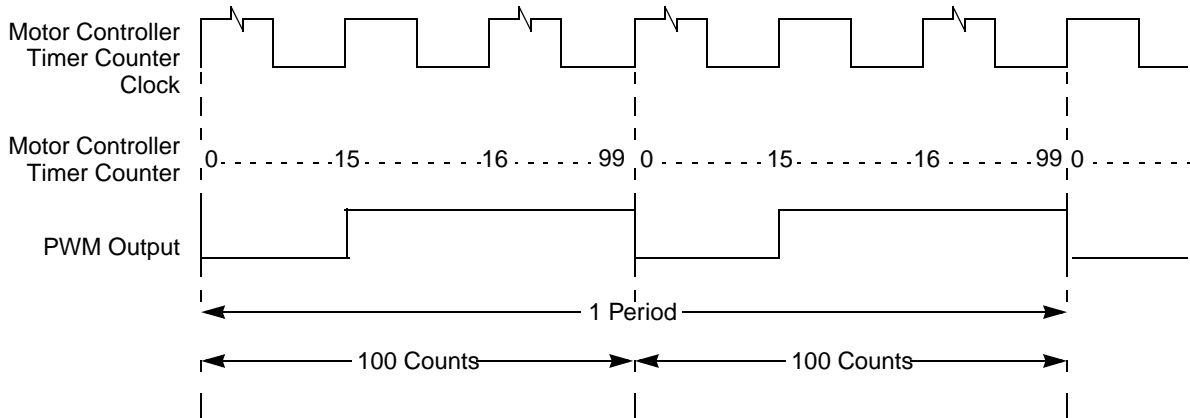 Motor Controller
Timer Counter
Clock
Motor Controller
Timer Counter
0 15 16 99 0 15 16 99 0
PWM Output
1 Period
100 Counts 100 Counts